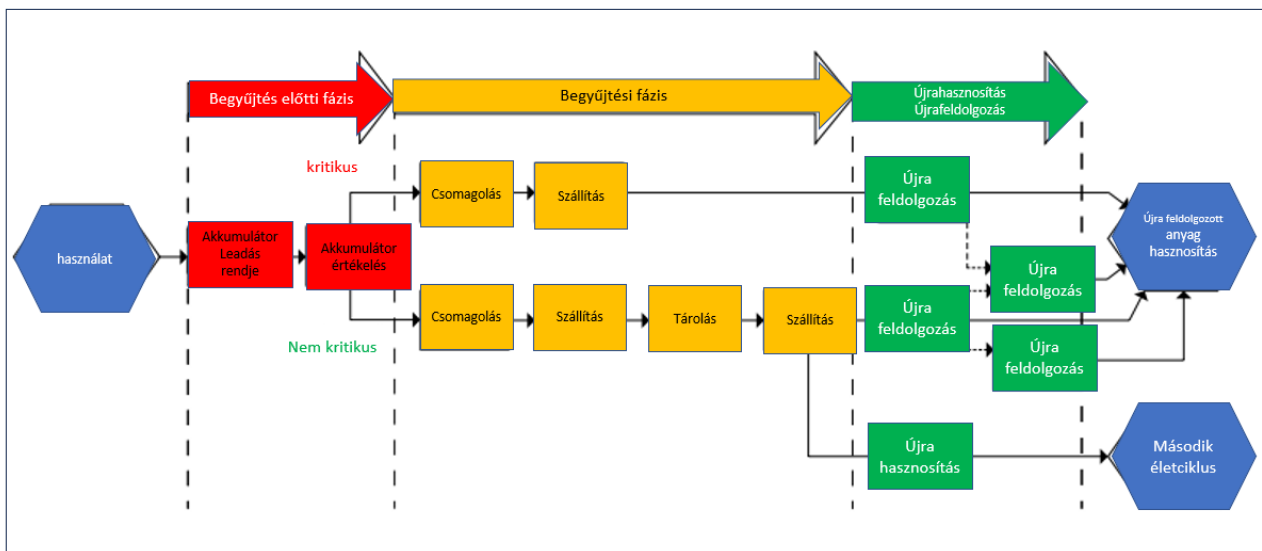 Begyűjtés előtti fázis
Begyűjtési fázis
Újrahasznosítás
Újrafeldolgozás
kritikus
Csomagolás
Szállítás
Újra
feldolgozás
használat
Akkumulátor
Leadás
rendje
Akkumulátor
értékelés
Újra feldolgozott
anyag
hasznosítás
Újra
feldolgozás
Nem kritikus
Csomagolás
Szállítás
Tárolás
Szállítás
Újra
feldolgozás
Újra
feldolgozás
Újra
hasznosítás
Második
életciklus